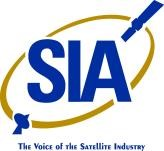 SIA
The Voice of the Satellite Industry